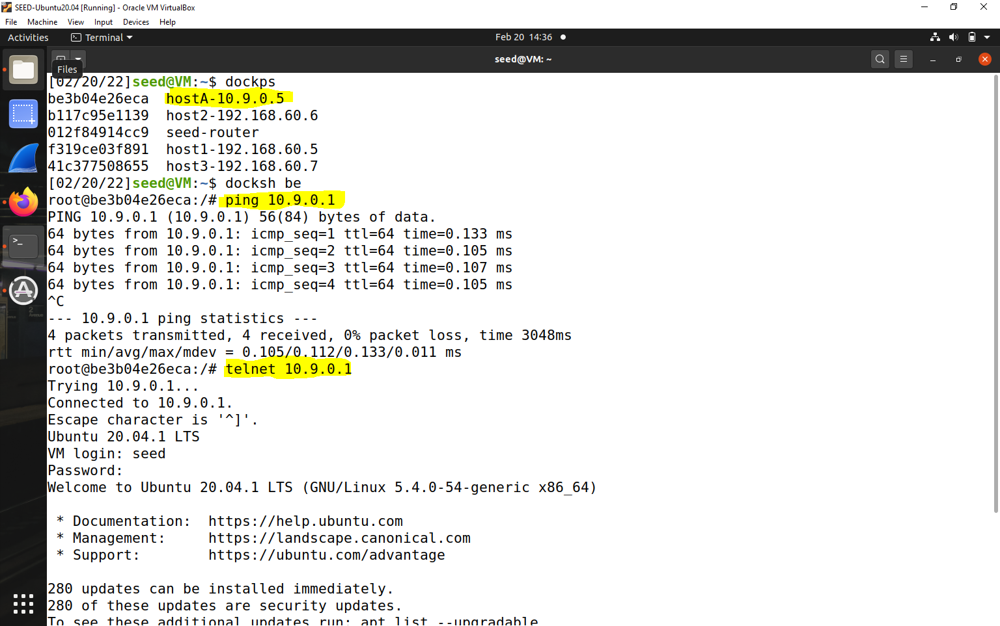 SEED-Ubuntu20.04 [Running] - Oracle VM VirtualBox
File Machine View Input Devices Help
Activities Terminal Feb 20 14:36
seed@VM: ~
Files
[02/20/22]seed@VM:~$ dockps
be3b04e26eca hostA-10.9.0.5
b117c95e1139 host2-192.168.60.6
012f84914cc9 seed-router
f319ce03f891 host1-192.168.60.5
41c377508655 host3-192.168.60.7
[02/20/22]seed@VM:~$ docksh be
root@be3b04e26eca:/# ping 10.9.0.1
PING 10.9.0.1 (10.9.0.1) 56(84) bytes of data.
64 bytes from 10.9.0.1: icmp_seq=1 ttl=64 time=0.133 ms
64 bytes from 10.9.0.1: icmp_seq=2 ttl=64 time=0.105 ms
64 bytes from 10.9.0.1: icmp_seq=3 ttl=64 time=0.107 ms
64 bytes from 10.9.0.1: icmp_seq=4 ttl=64 time=0.105 ms
^C
--- 10.9.0.1 ping statistics ---
4 packets transmitted, 4 received, 0% packet loss, time 3048ms
rtt min/avg/max/mdev = 0.105/0.112/0.133/0.011 ms
root@be3b04e26eca:/# telnet 10.9.0.1
Trying 10.9.0.1...
Connected to 10.9.0.1.
Escape character is '^]'.
Ubuntu 20.04.1 LTS
VM login: seed
Password:
Welcome to Ubuntu 20.04.1 LTS (GNU/Linux 5.4.0-54-generic x86_64)
* Documentation: https://help.ubuntu.com
* Management: https://landscape.canonical.com
* Support: https://ubuntu.com/advantage
280 updates can be installed immediately.
280 of these updates are security updates.
To see these additional updates run: apt list --upgradable